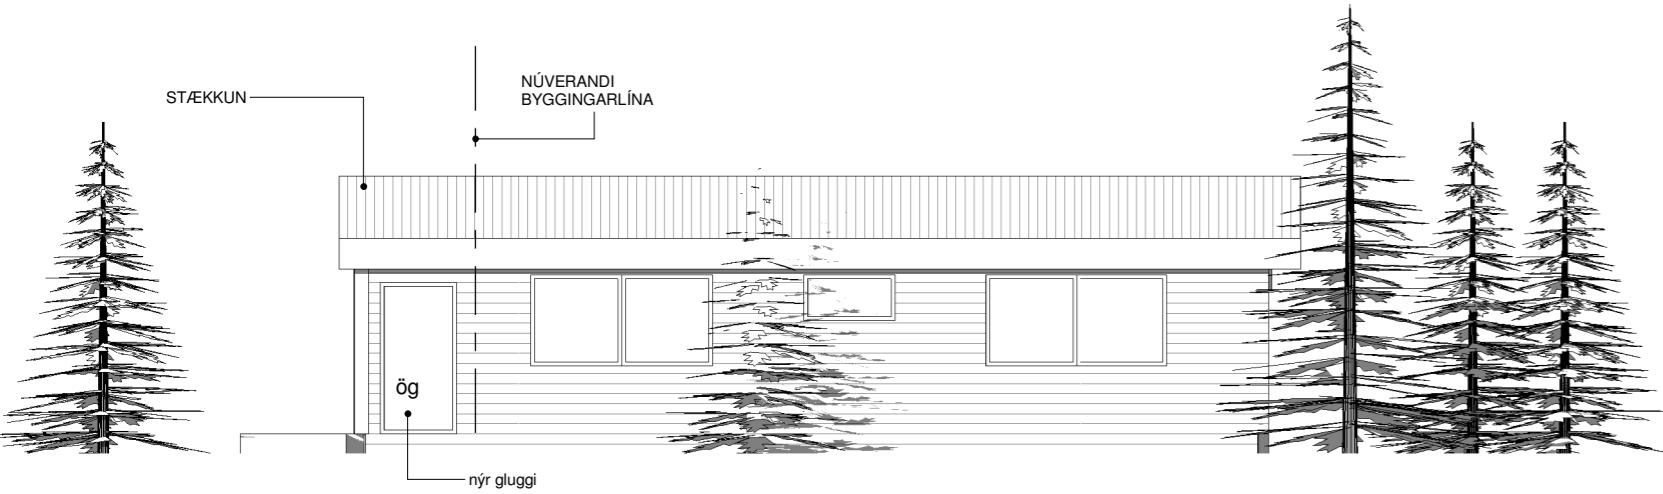 STÆKKUN
NÚVERANDI
BYGGINGARLÍNA
ög
nýr gluggi